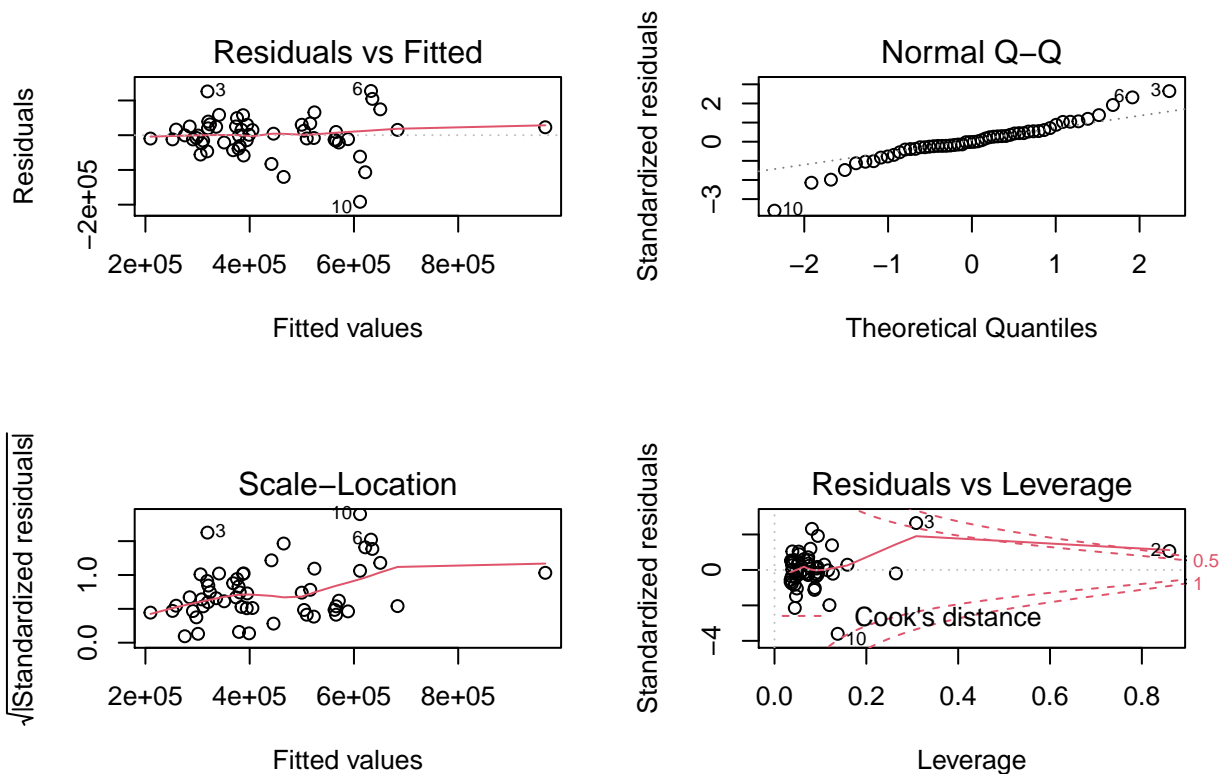 Residuals vs Fitted
Residuals
−2e+05
3
6
10
2e+05 4e+05 6e+05 8e+05
Fitted values
Normal Q−Q
Standardized residuals
−3 0 2
6
3
10
−2 −1 0 1 2
Theoretical Quantiles
Scale−Location
√|Standardized residuals|
0.0 1.0
10
3
6
2e+05 4e+05 6e+05 8e+05
Fitted values
Residuals vs Leverage
Standardized residuals
−4 0
3
2
0.5
1
Cook's distance
10
0.0 0.2 0.4 0.6 0.8
Leverage